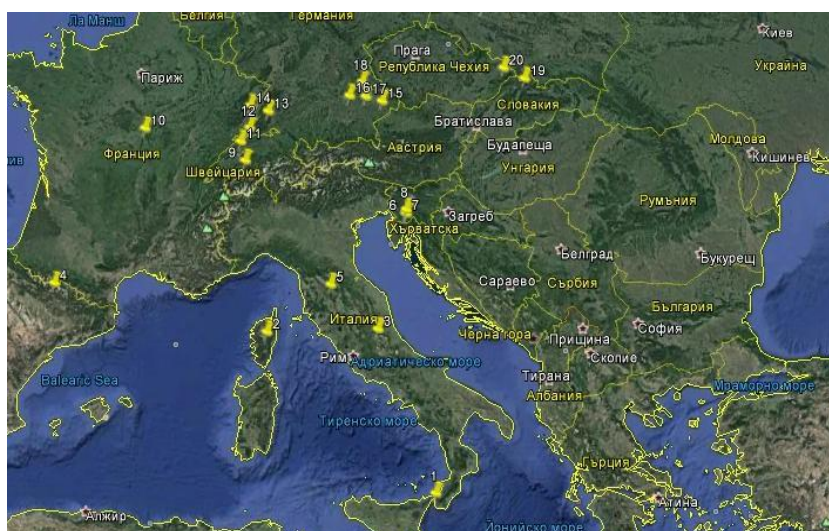 Ла Манш
Белгия
Германия
Киев
Прага
Париж
Република Чехия
Украйна
18
20
19
16
17
15
14
13
12
10
11
9
Франция
Швейцария
Словакия
Братислава
Австрия
Будапеща
Унгария
Молдова
Кишинев
Румъния
8
6
7
Загреб
Хърватска
Белград
Букурещ
4
5
Сараево
Сърбия
България
2
Италия
3
Черна гора
Прищина
София
Рим
Адриатическо море
Скопие
Balearic Sea
Тирана
Албания
Мраморно море
Тиренско море
Гърция
1
Атина
Алжир
Йонийско море